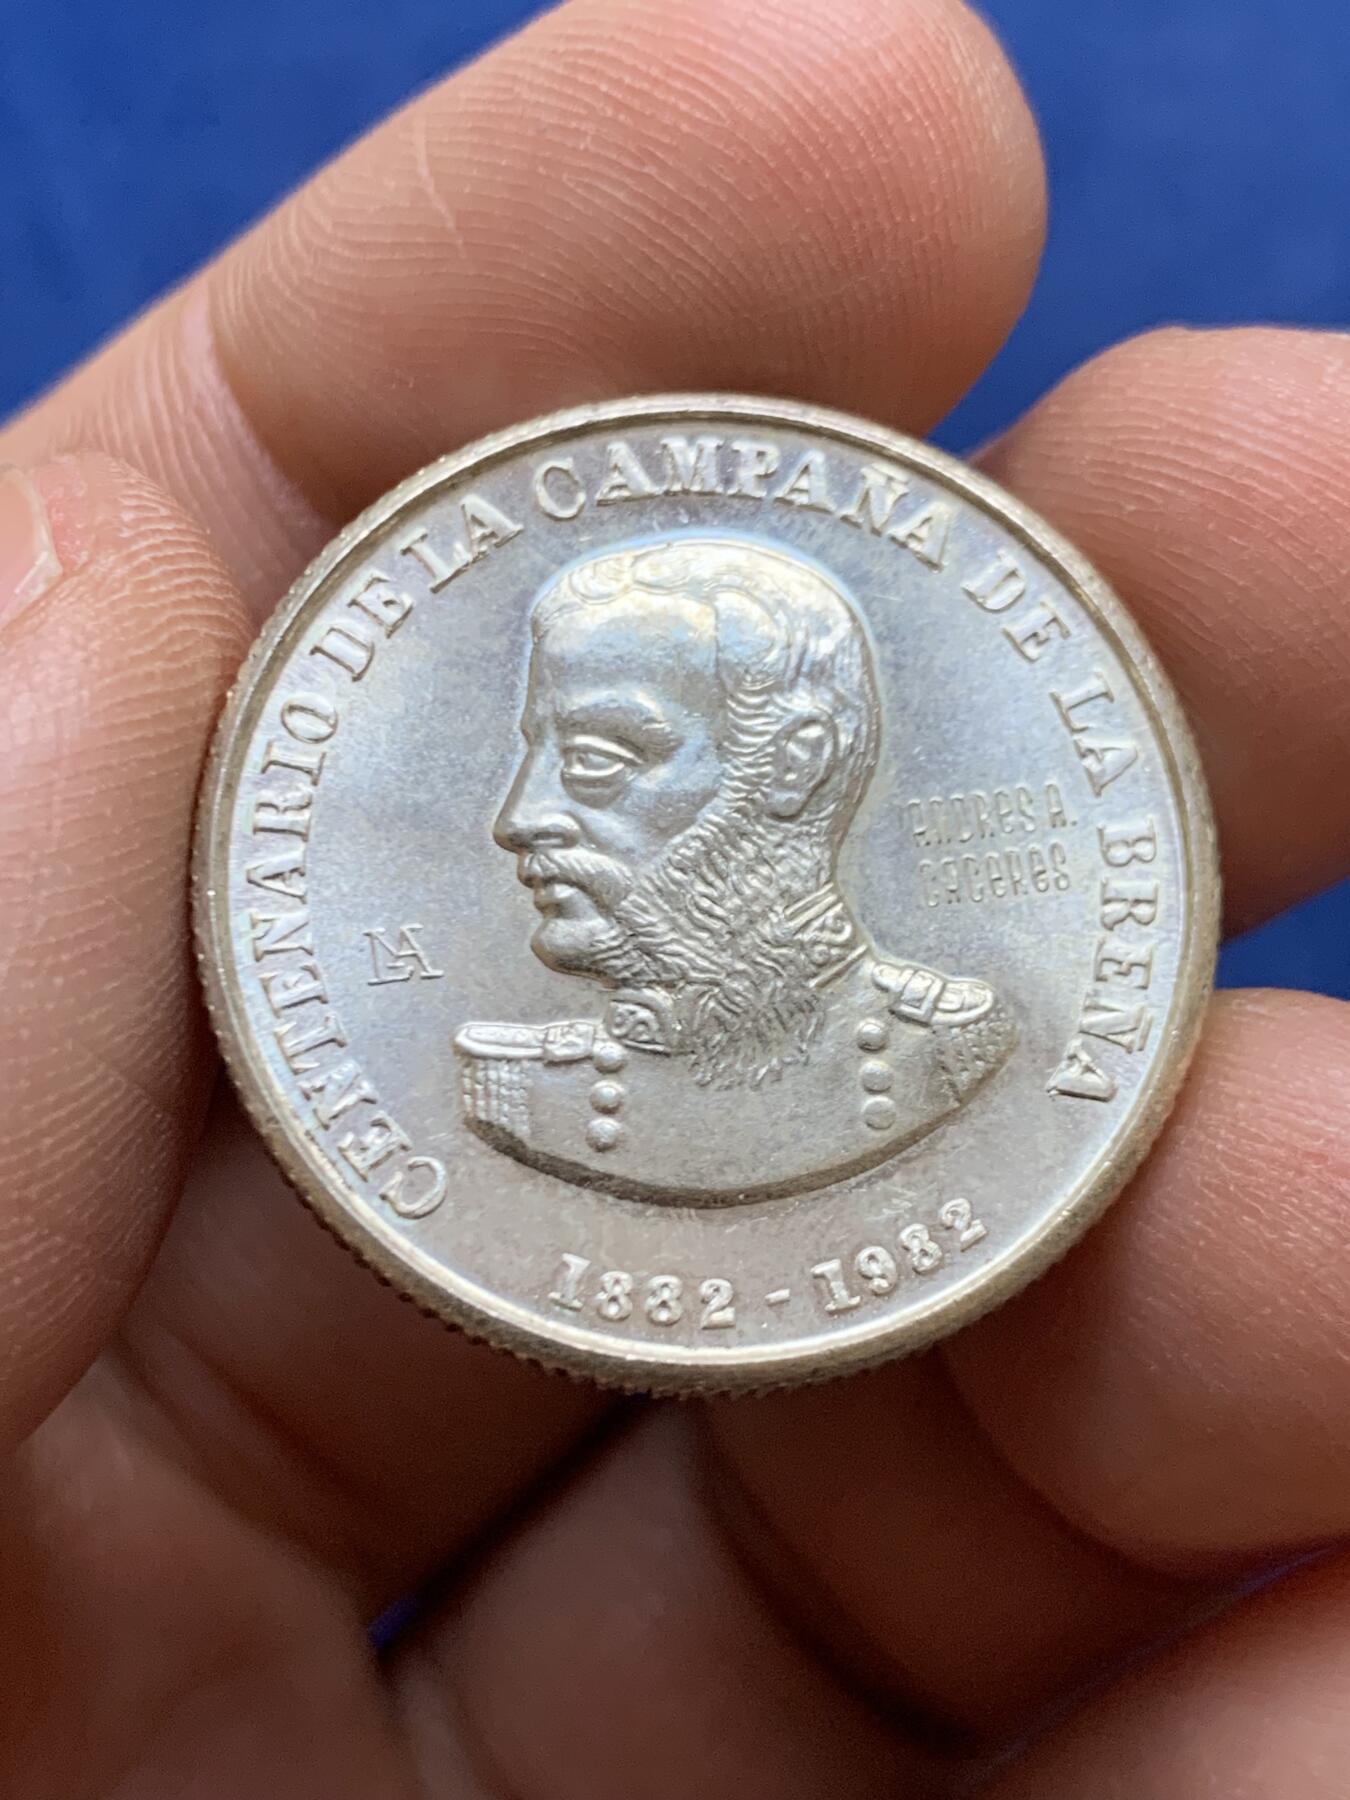 CENTENARIO DE LA CAMPAÑA DE LA BREÑA
ANDRES A.
CACERES
LMA
1882 - 1982